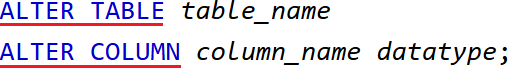 ALTER TABLE table_name
ALTER COLUMN column_name datatype;